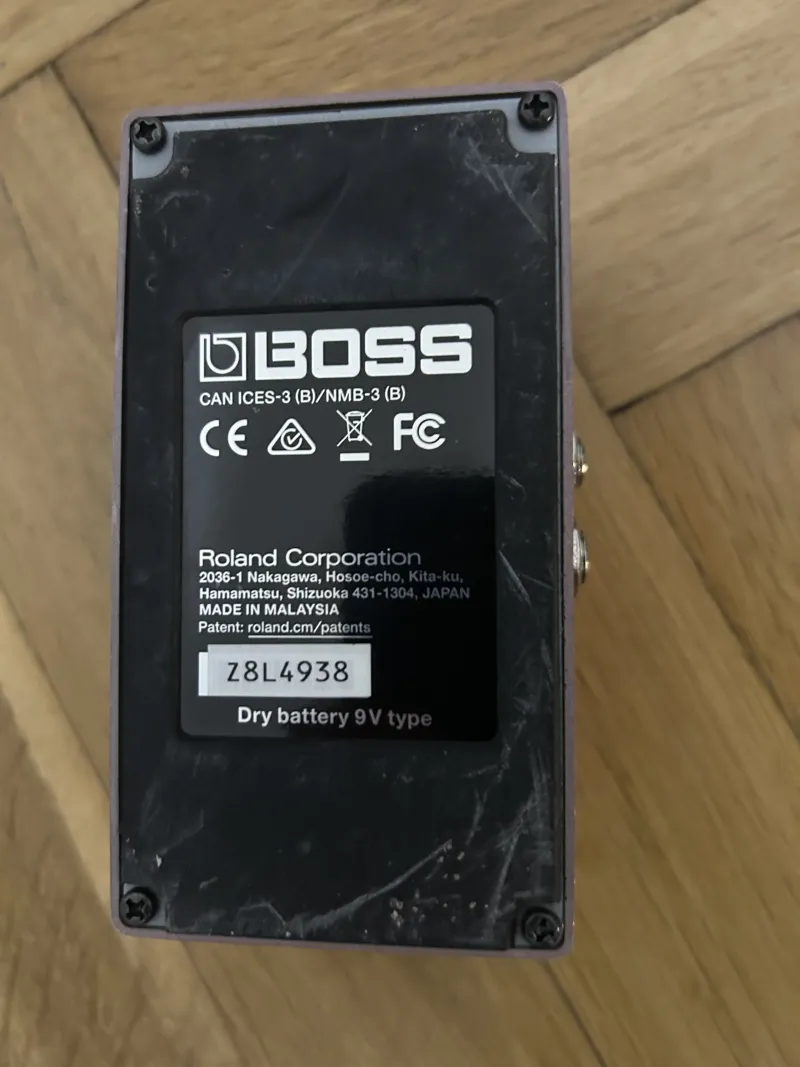 BOSS
CAN ICES-3 (B)/NMB-3 (B)
CE FC
Roland Corporation
2036-1 Nakagawa, Hosoe-cho, Kita-ku,
Hamamatsu, Shizuoka 431-1304, JAPAN
MADE IN MALAYSIA
Patent: roland.cm/patents
Z8L4938
Dry battery 9V type